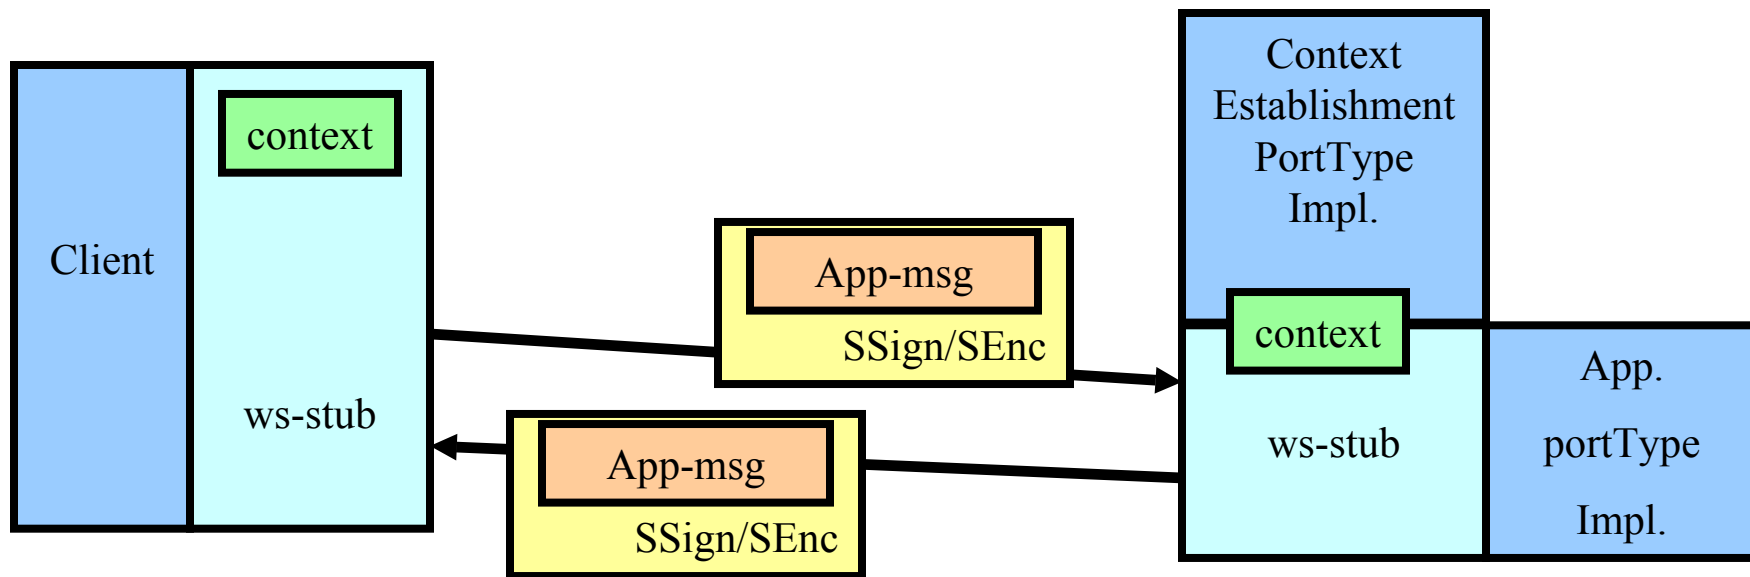 Client
context
ws-stub
App-msg
SSign/SEnc
App-msg
SSign/SEnc
Context
Establishment
PortType
Impl.
context
ws-stub
App.
portType
Impl.